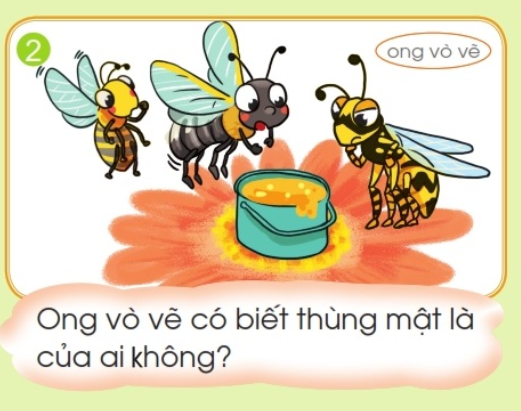 2
ong vò vẽ
Ong vò vẽ có biết thùng mật là
của ai không?